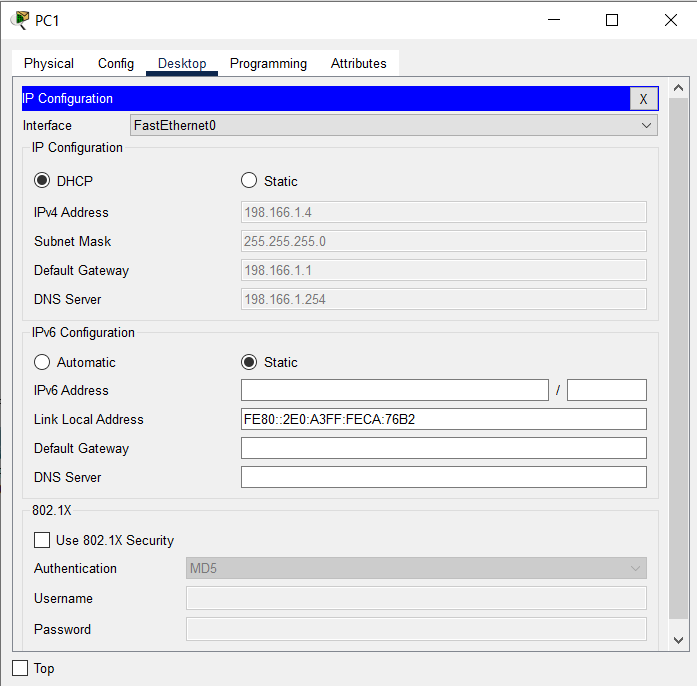 PC1
Physical Config Desktop Programming Attributes
IP Configuration X
Interface FastEthernet0
IP Configuration
DHCP Static
IPv4 Address 198.166.1.4
Subnet Mask 255.255.255.0
Default Gateway 198.166.1.1
DNS Server 198.166.1.254
IPv6 Configuration
Automatic Static
IPv6 Address /
Link Local Address FE80::2E0:A3FF:FECA:76B2
Default Gateway
DNS Server
802.1X
Use 802.1X Security
Authentication MD5
Username
Password
Top